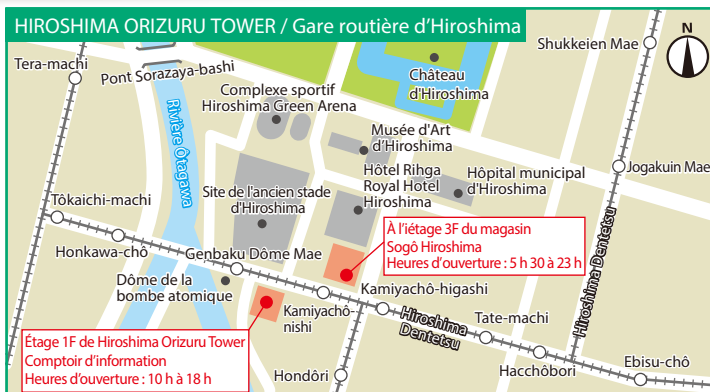 HIROSHIMA ORIZURU TOWER / Gare routière d'Hiroshima
N
Shukkeien Mae
Tera-machi
Pont Sorazaya-bashi
Château
d'Hiroshima
Complexe sportif
Hiroshima Green Arena
Rivière Ôtagawa
Musée d'Art
d'Hiroshima
Jogakuin Mae
Hôtel Rihga
Royal Hotel
Hiroshima
Hôpital municipal
d'Hiroshima
Site de l'ancien stade
d'Hiroshima
Tôkaichi-machi
À l'iétage 3F du magasin
Sogô Hiroshima
Heures d'ouverture : 5 h 30 à 23 h
Hiroshima Dentetsu
Honkawa-chô
Genbaku Dôme Mae
Dôme de la
bombe atomique
Kamiyachô-higashi
Kamiyachô-
nishi
Hiroshima
Dentetsu
Tate-machi
Étage 1F de Hiroshima Orizuru Tower
Comptoir d'information
Heures d'ouverture : 10 h à 18 h
Hondôri
Hacchôbori
Ebisu-chô